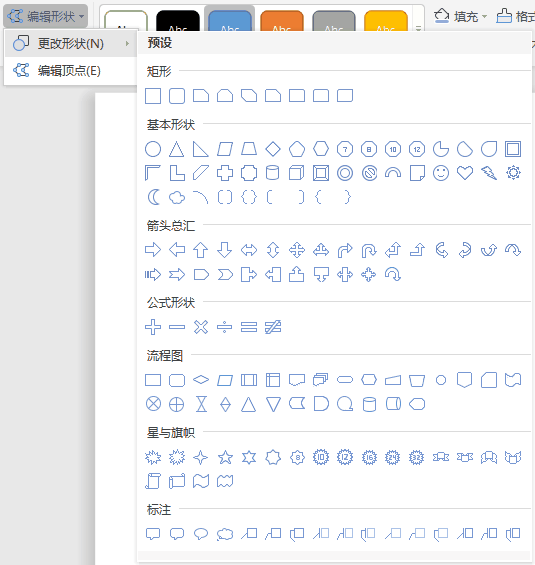 编辑形状 Abc Abc Abc Abc Abc Abc 填充 格式
更改形状(N) 预设
编辑顶点(E) 矩形
基本形状
7 8 10 12
箭头总汇
公式形状
流程图
星与旗帜
8 10 12 16 24 32
标注